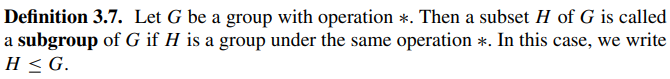 Definition 3.7. Let G be a group with operation ∗. Then a subset H of G is called
a subgroup of G if H is a group under the same operation ∗. In this case, we write
H ≤ G.